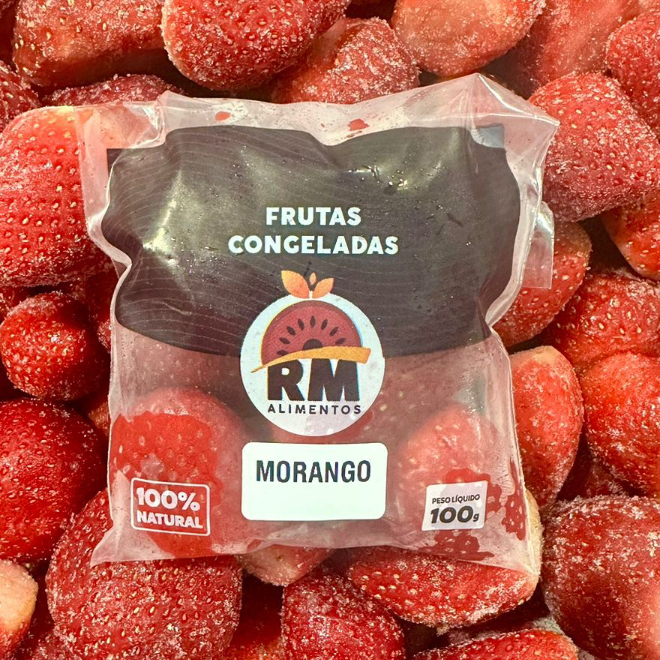 FRUTAS
CONGELADAS
RM
ALIMENTOS
MORANGO
100%
NATURAL
PESO LÍQUIDO
100g